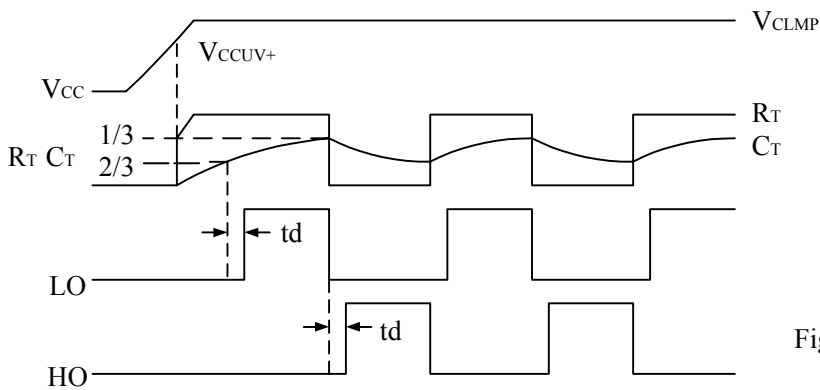 VCLMP
VCCUV+
VCC
RT
1/3
CT
RT CT
2/3
td
LO
td
Fig
HO